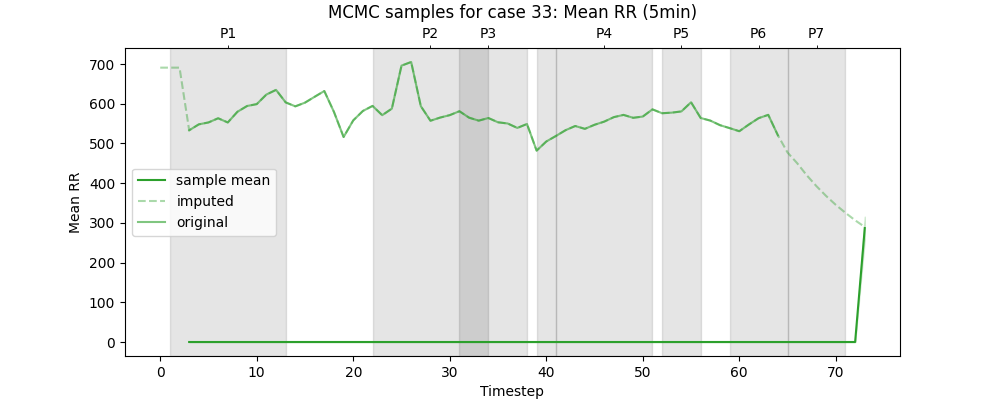 MCMC samples for case 33: Mean RR (5min)
P1 P2 P3 P4 P5 P6 P7
700
600
500
400
300
200
100
0
Mean RR
sample mean
imputed
original
0 10 20 30 40 50 60 70
Timestep